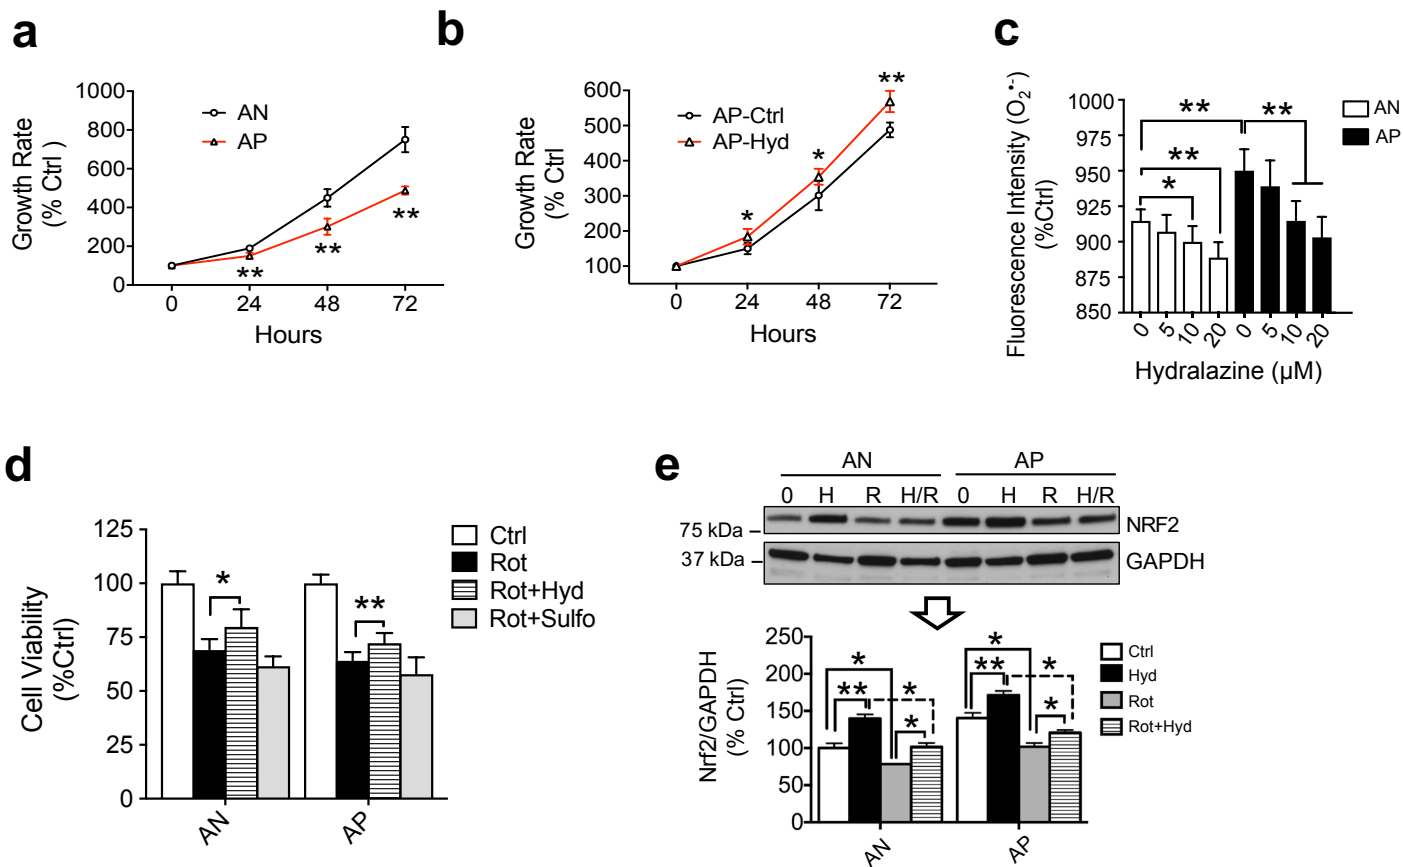 a
Growth Rate
(% Ctrl )
1000
800
600
400
200
0
AN
AP
**
**
**
0 24 48 72
Hours
b
Growth Rate
(% Ctrl
600
500
400
300
200
100
AP-Ctrl
AP-Hyd
*
*
**
0 24 48 72
Hours
c
Fluorescence Intensity (O2•-)
(%Ctrl)
1000
975
950
925
900
875
850
AN
AP
** **
**
*
0 5 10 20 0 5 10 20
Hydralazine (µM)
d
Cell Viability
(%Ctrl)
125
100
75
50
25
0
Ctrl
Rot
Rot+Hyd
Rot+Sulfo
*
**
AN AP
e
AN AP
0 H R H/R 0 H R H/R
75 kDa
NRF2
37 kDa
GAPDH
Nrf2/GAPDH
(% Ctrl)
250
200
150
100
50
0
Ctrl
Hyd
Rot
Rot+Hyd
*
** *
*
*
** *
*
AN AP